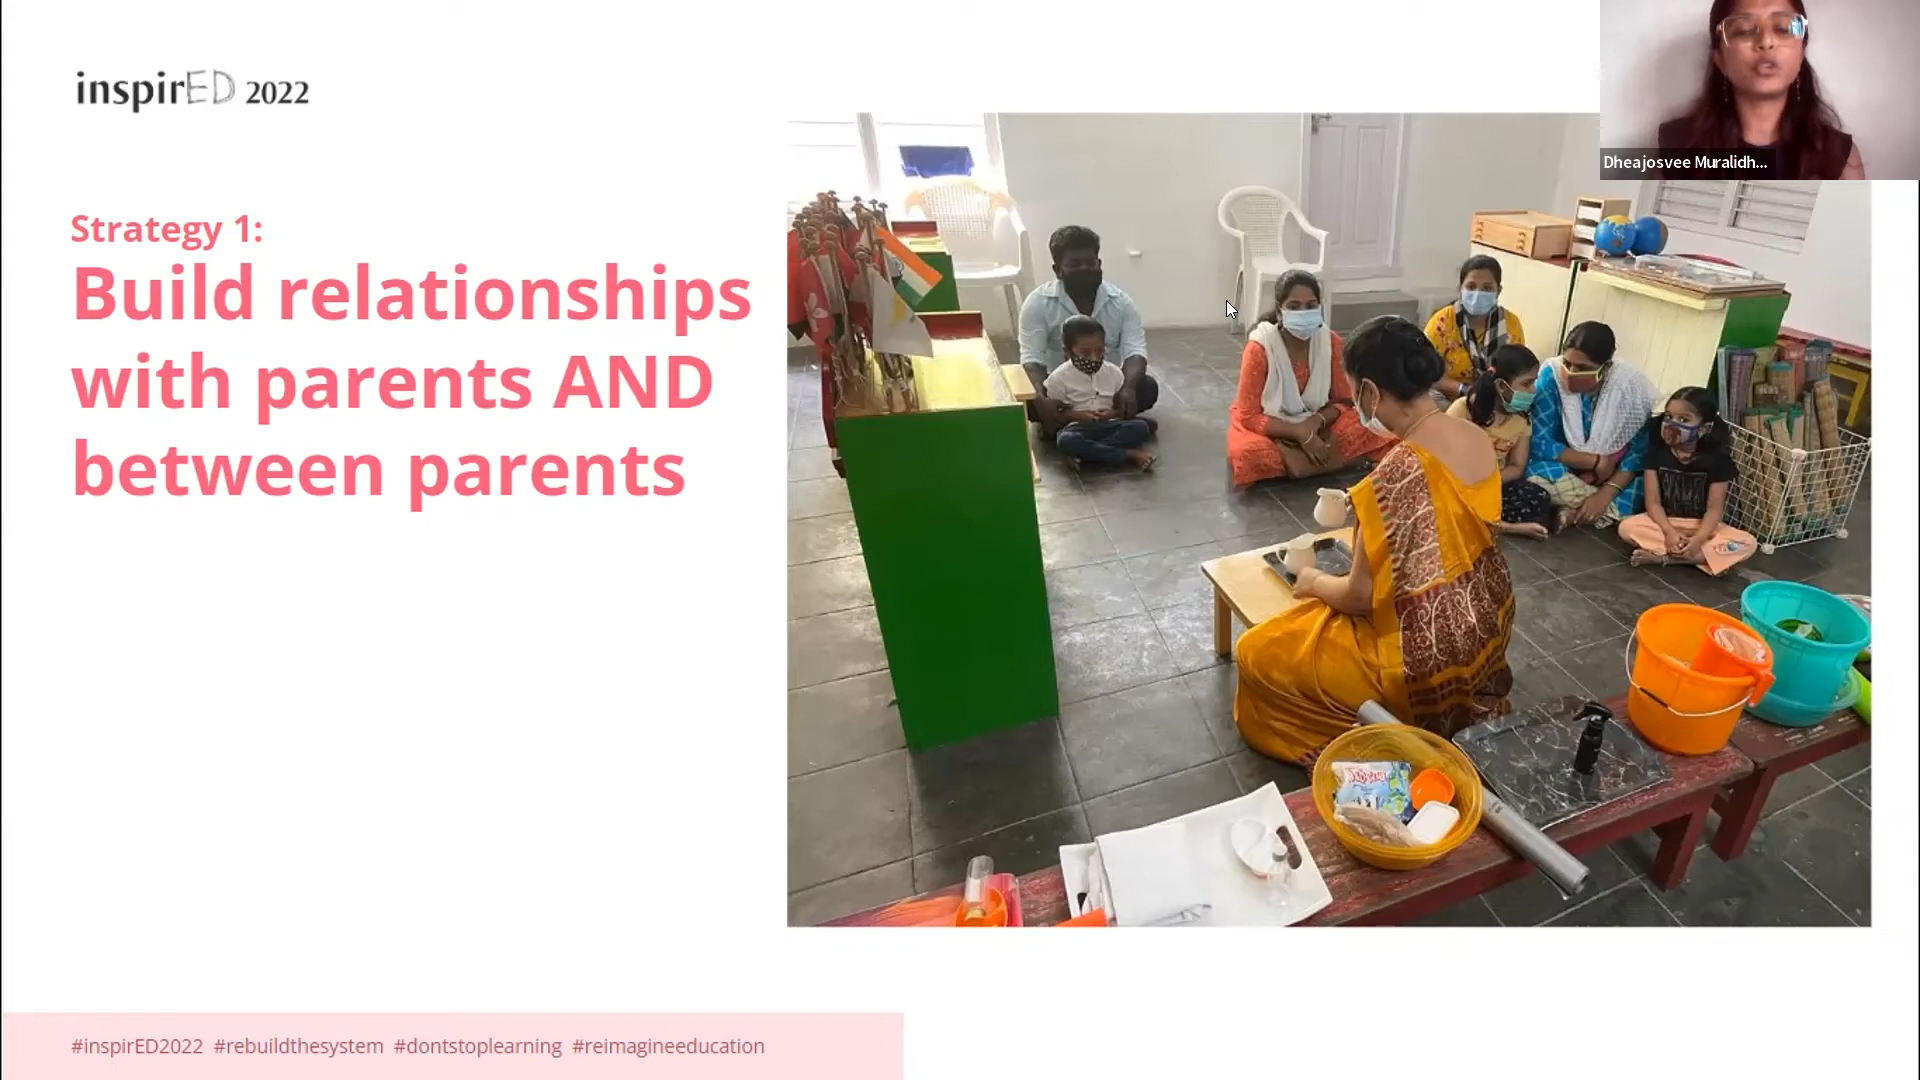 inspirED 2022
Dheajosvee Muralidh...
Strategy 1:
Build relationships
with parents AND
between parents
#inspirED2022 #rebuildthesystem #dontstoplearning #reimagineeducation